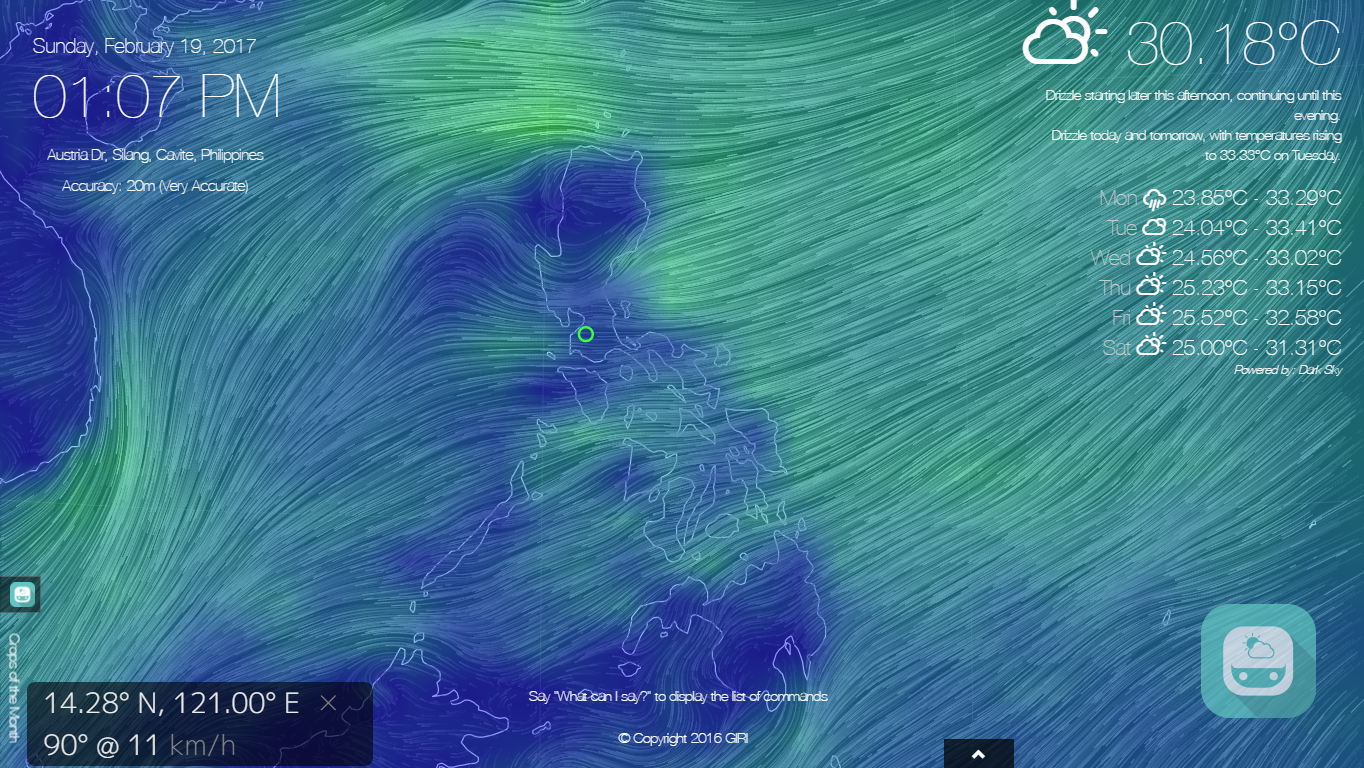 Sunday, February 19, 2017
01:07 PM
Austria Dr, Silang, Cavite, Philippines
Accuracy: 20m (Very Accurate)
30.18°C
Drizzle starting later this afternoon, continuing until this
evening.
Drizzle today and tomorrow, with temperatures rising
to 33.33°C on Tuesday.
Mon 23.85°C - 33.29°C
Tue 24.04°C - 33.41°C
Wed 24.56°C - 33.02°C
Thu 25.23°C - 33.15°C
Fri 25.52°C - 32.58°C
Sat 25.00°C - 31.31°C
Powered by: Dark Sky
Crops of the Month
14.28° N, 121.00° E ×
90° @ 11 km/h
Say "What can I say?" to display the list of commands
© Copyright 2016 GIRI